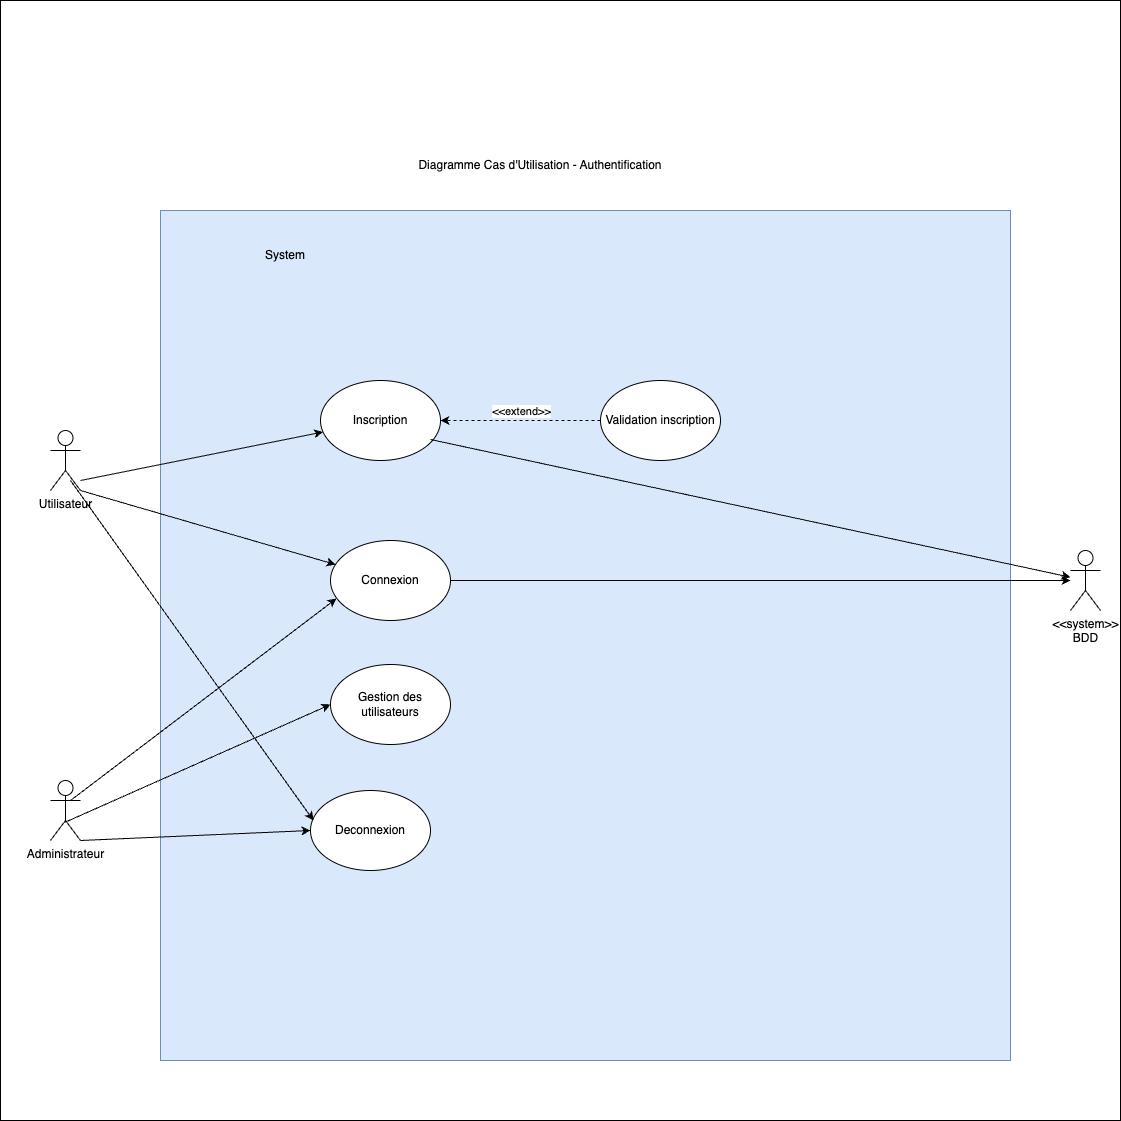 Diagramme Cas d'Utilisation - Authentification
System
Inscription
<<extend>>
Validation inscription
Utilisateur
Connexion
<<system>>
BDD
Gestion des
utilisateurs
Deconnexion
Administrateur